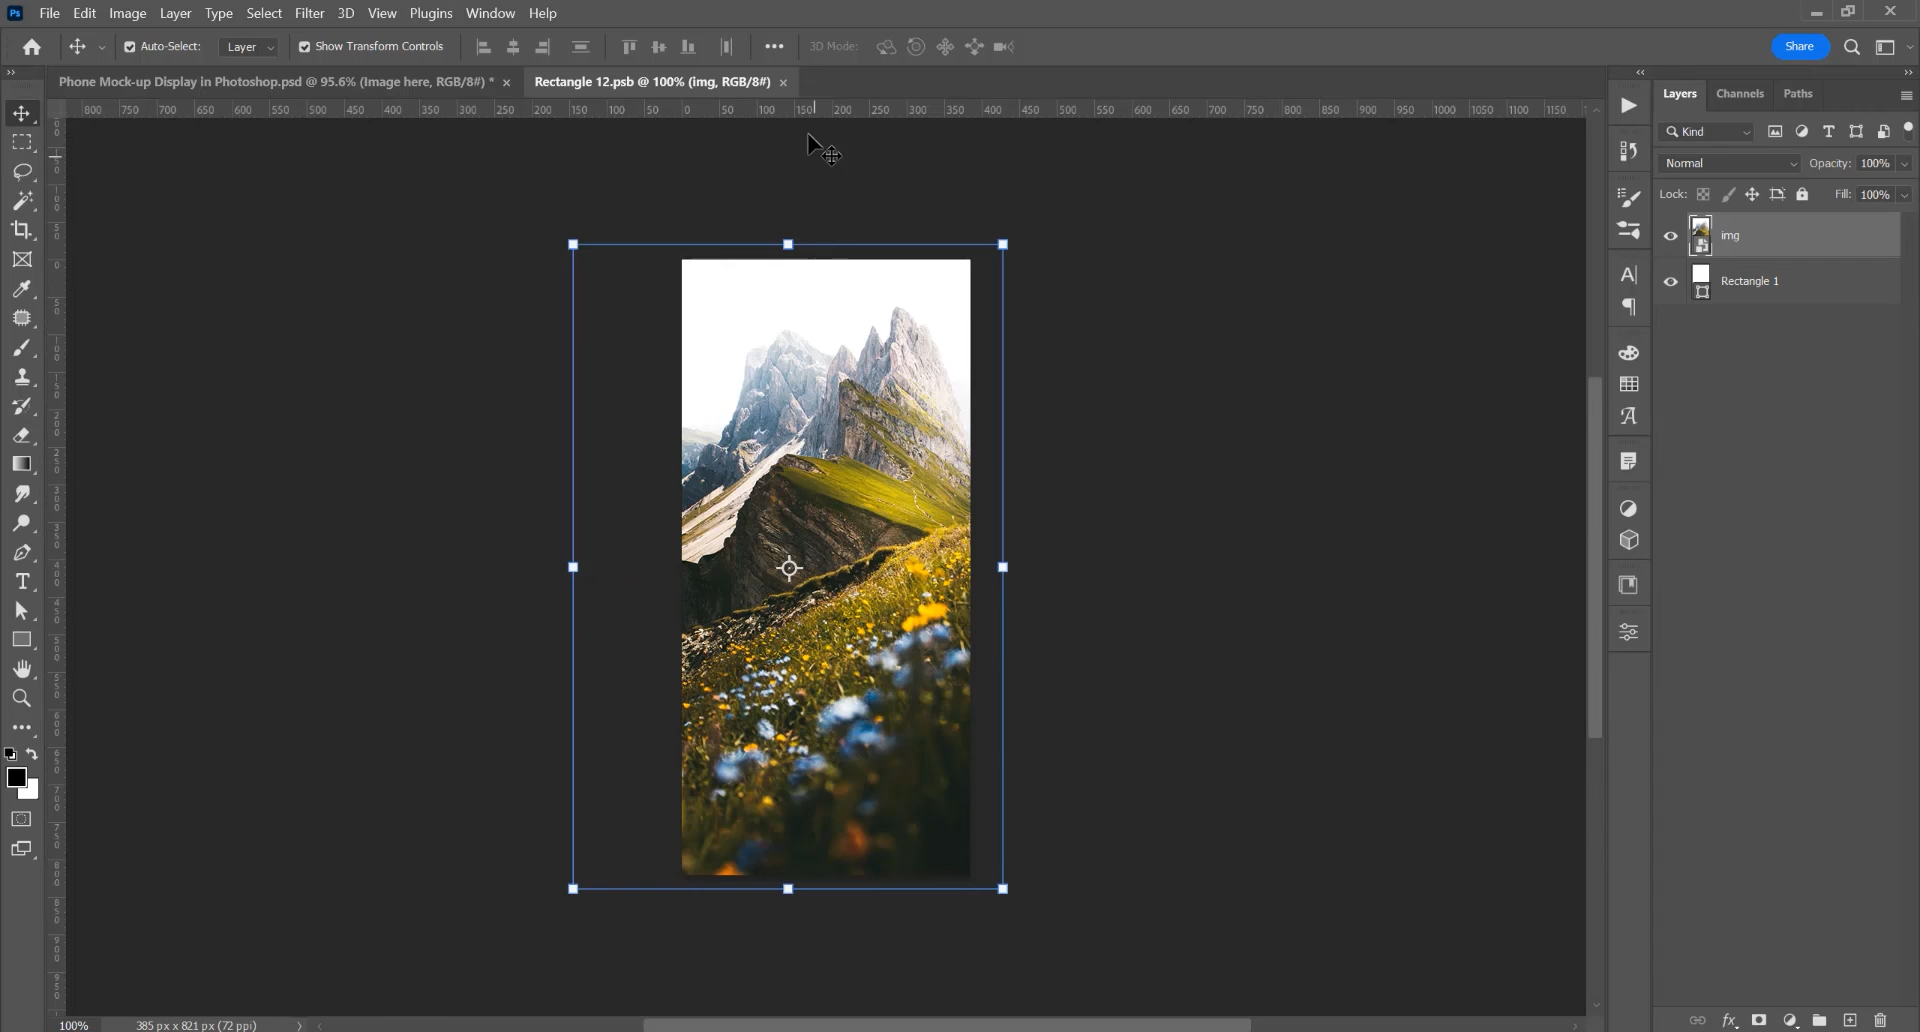 Ps File Edit Image Layer Type Select Filter 3D View Plugins Window Help
Auto-Select: Layer Show Transform Controls 3D Mode: Share
Phone Mock-up Display in Photoshop.psd @ 95.6% (Image here, RGB/8#) * × Rectangle 12.psb @ 100% (img, RGB/8#) ×
800 750 700 650 600 550 500 450 400 350 300 250 200 150 100 50 0 50 100 150 200 250 300 350 400 450 500 550 600 650 700 750 800 850 900 950 1000 1050 1100 1150
Layers Channels Paths
Kind
Normal Opacity: 100%
Lock: Fill: 100%
img
Rectangle 1
fx
100% 385 px x 821 px (72 ppi)